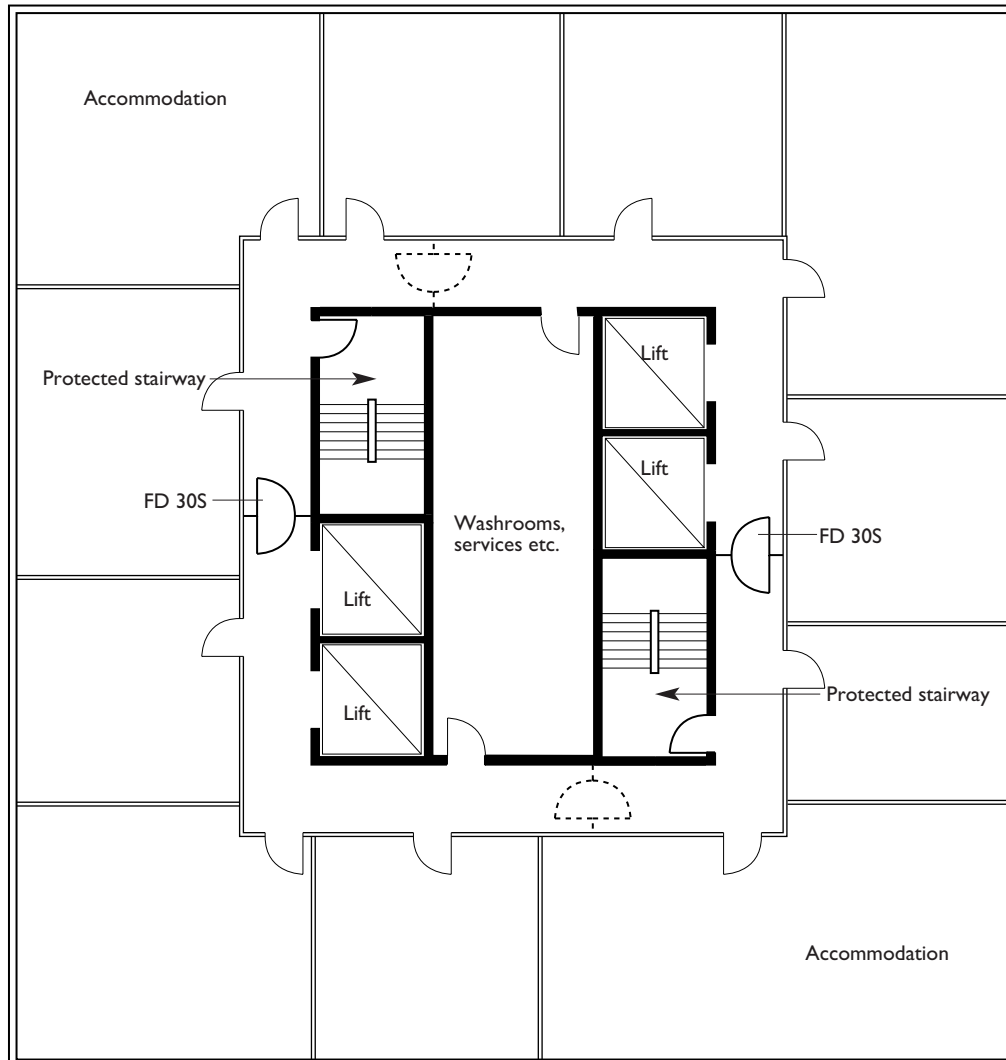 Accommodation
Lift
Protected stairway
Lift
FD 30S
Washrooms,
services etc.
FD 30S
Lift
Protected stairway
Lift
Accommodation